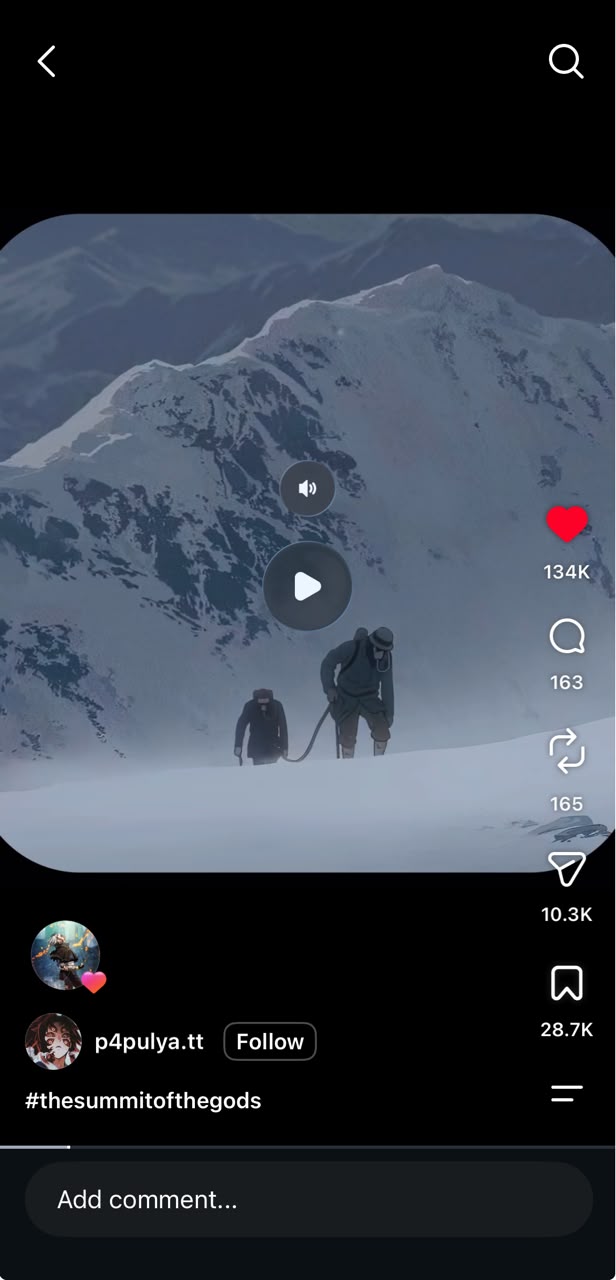 134K
163
165
10.3K
28.7K
p4pulya.tt Follow
#thesummitofthegods
Add comment...